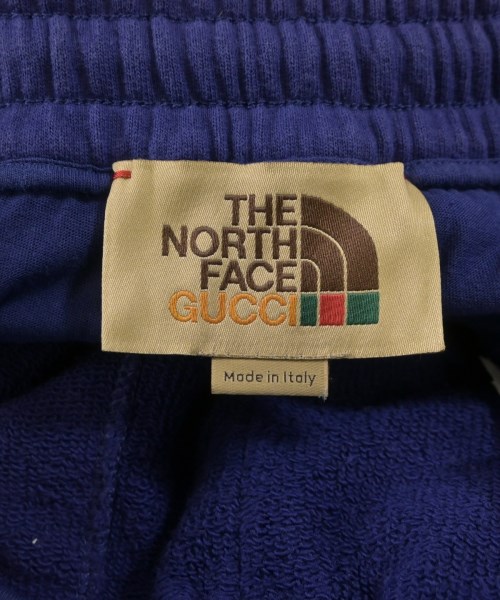 THE
NORTH
FACE
GUCCI
Made in Italy